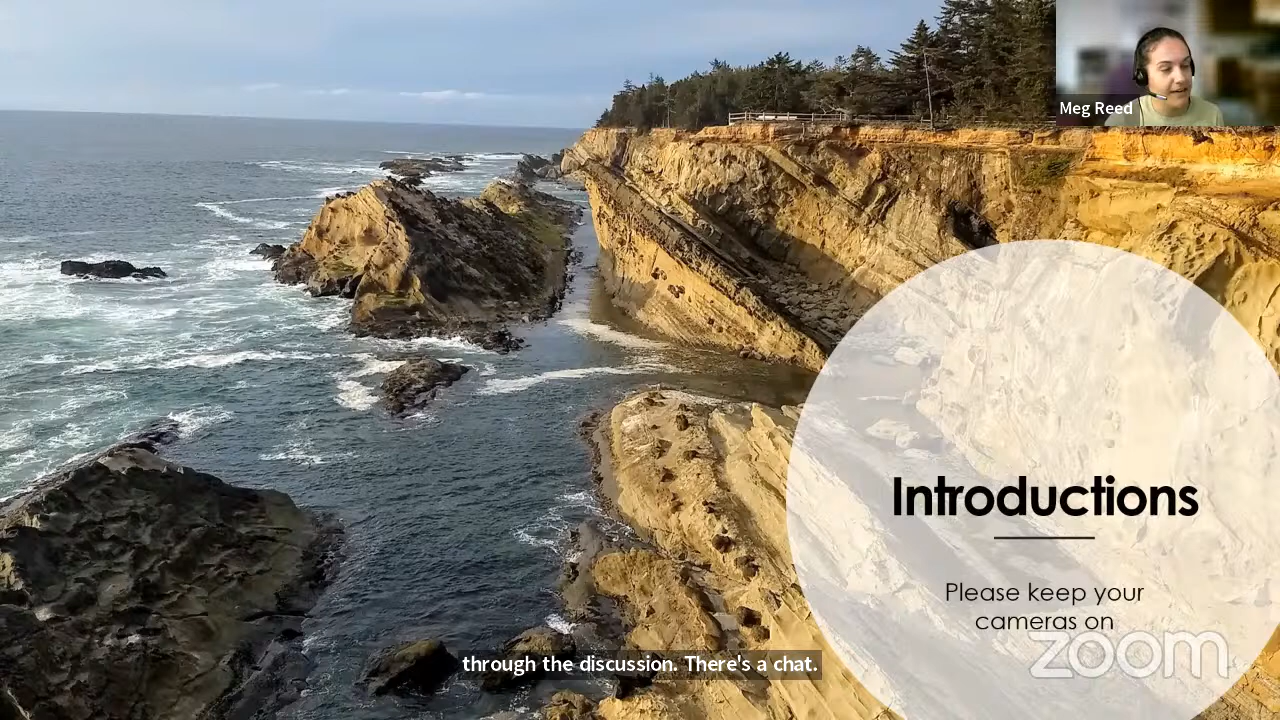 Meg Reed
Introductions
Please keep your
cameras on
zoom
through the discussion. There's a chat.